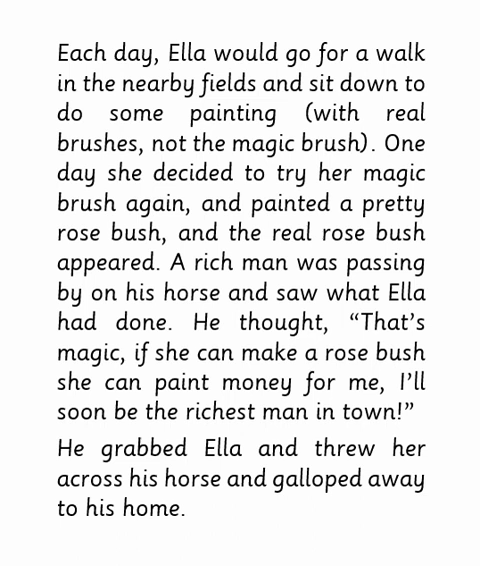 Each day, Ella would go for a walk
in the nearby fields and sit down to
do some painting (with real
brushes, not the magic brush). One
day she decided to try her magic
brush again, and painted a pretty
rose bush, and the real rose bush
appeared. A rich man was passing
by on his horse and saw what Ella
had done. He thought, “That’s
magic, if she can make a rose bush
she can paint money for me, I’ll
soon be the richest man in town!”
He grabbed Ella and threw her
across his horse and galloped away
to his home.